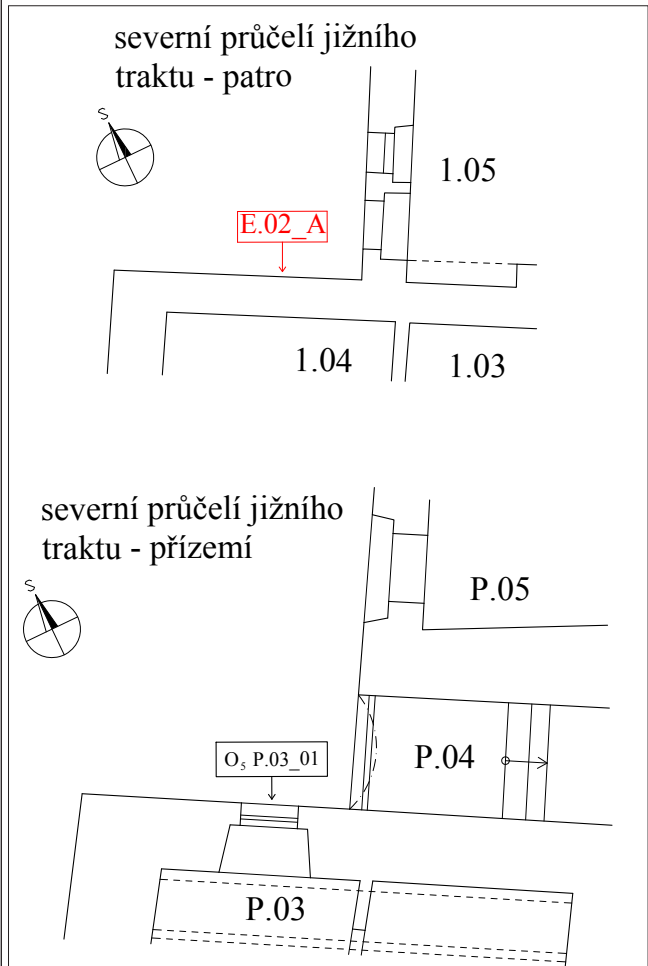 severní průčelí jižního
traktu - patro
S
1.05
E.02_A
1.04
1.03
severní průčelí jižního
traktu - přízemí
S
P.05
O₅ P.03_01
P.04
P.03